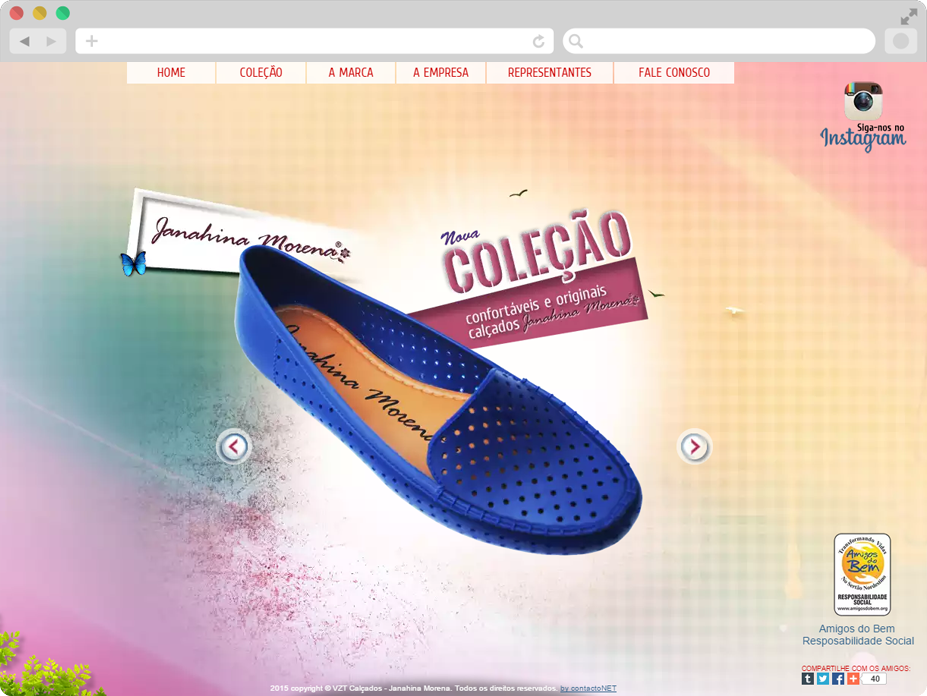 HOME COLEÇÃO A MARCA A EMPRESA REPRESENTANTES FALE CONOSCO
Siga-nos no
Instagram
Janahina Morena®
Nova
COLEÇÃO
confortáveis e originais
calçados Janahina Morena®
Janahina Morena
Transformando Vidas
Amigos
do
Bem
No Sertão Nordestino
RESPONSABILIDADE
SOCIAL
www.amigosdobem.org
Amigos do Bem
Resposabilidade Social
COMPARTILHE COM OS AMIGOS:
40
2015 copyright © VZT Calçados - Janahina Morena. Todos os direitos reservados. by contactoNET